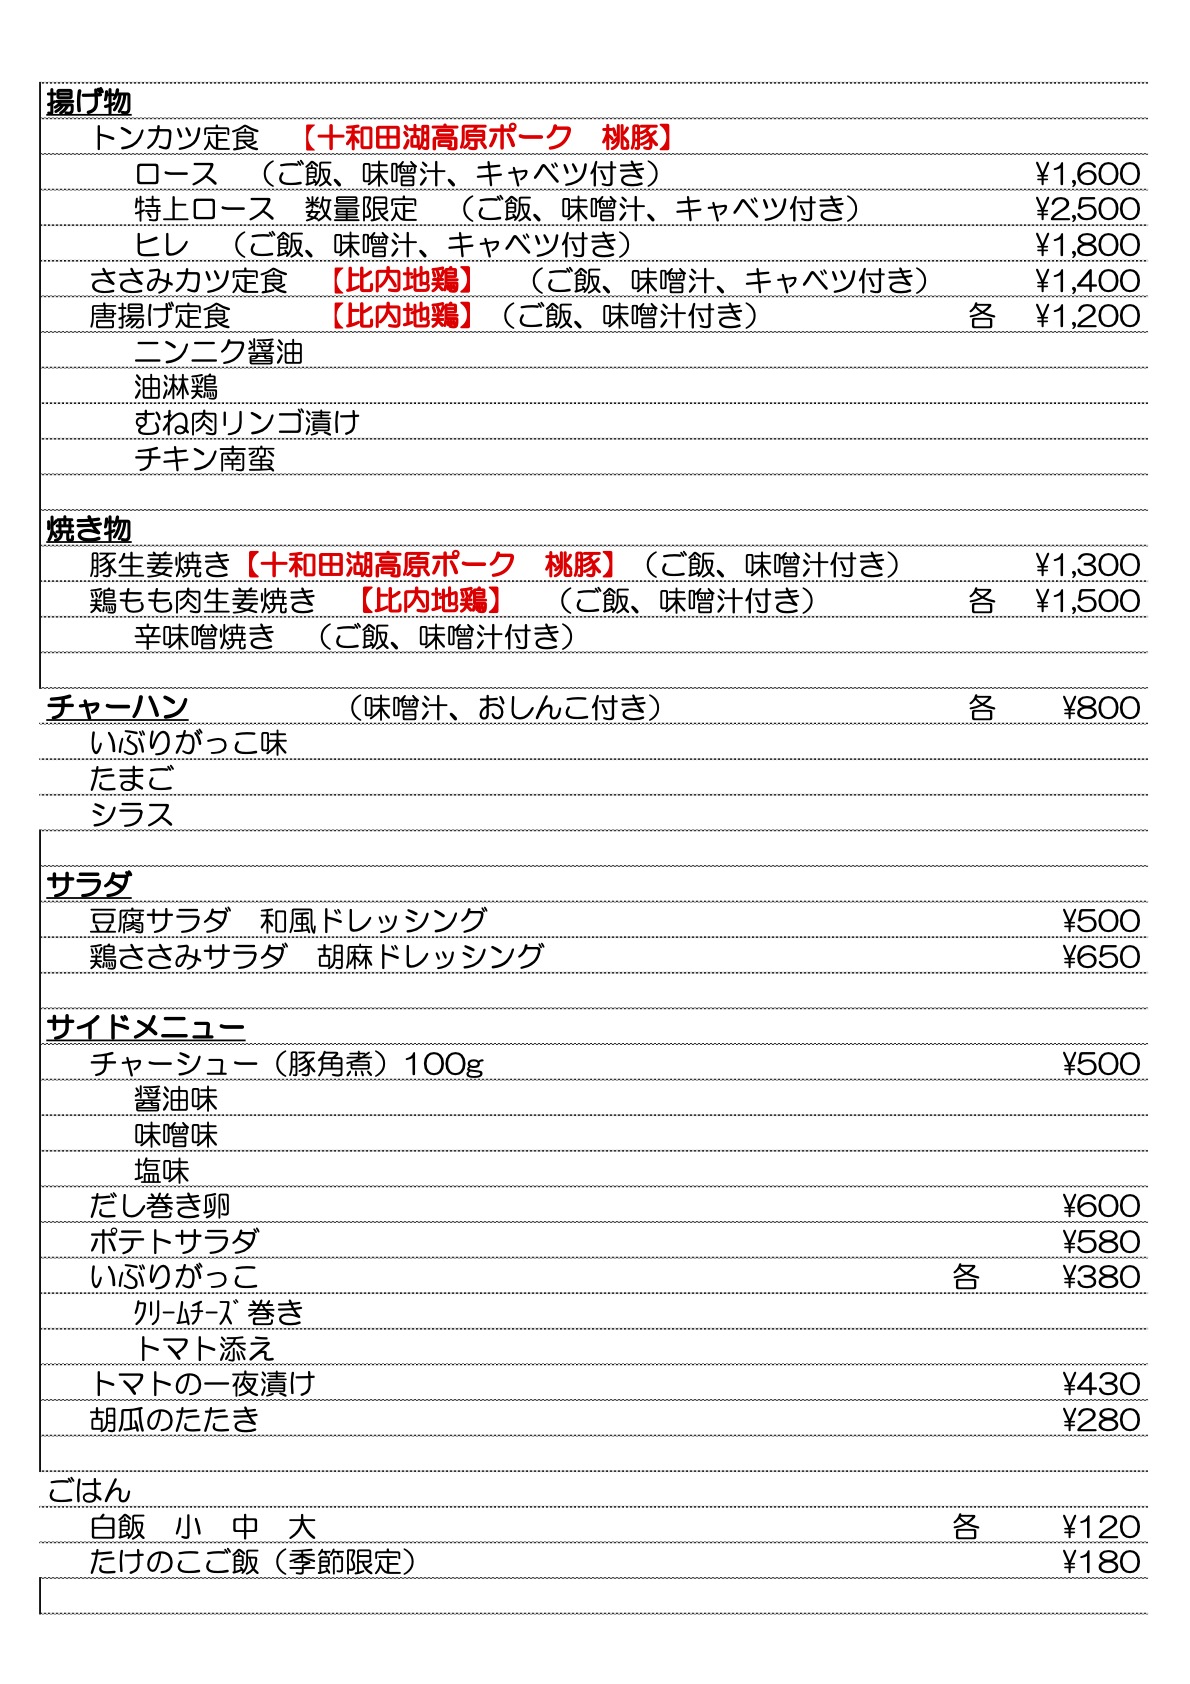 揚げ物
トンカツ定食　【十和田湖高原ポーク　桃豚】
ロース　（ご飯、味噌汁、キャベツ付き）　¥1,600
特上ロース　数量限定　（ご飯、味噌汁、キャベツ付き）　¥2,500
ヒレ　（ご飯、味噌汁、キャベツ付き）　¥1,800
ささみカツ定食　【比内地鶏】　（ご飯、味噌汁、キャベツ付き）　¥1,400
唐揚げ定食　【比内地鶏】　（ご飯、味噌汁付き）　各　¥1,200
ニンニク醤油
油淋鶏
むね肉リンゴ漬け
チキン南蛮
焼き物
豚生姜焼き【十和田湖高原ポーク　桃豚】（ご飯、味噌汁付き）　¥1,300
鶏もも肉生姜焼き　【比内地鶏】　（ご飯、味噌汁付き）　各　¥1,500
辛味噌焼き　（ご飯、味噌汁付き）
チャーハン　（味噌汁、おしんこ付き）　各　¥800
いぶりがっこ味
たまご
シラス
サラダ
豆腐サラダ　和風ドレッシング　¥500
鶏ささみサラダ　胡麻ドレッシング　¥650
サイドメニュー
チャーシュー（豚角煮）100g　¥500
醤油味
味噌味
塩味
だし巻き卵　¥600
ポテトサラダ　¥580
いぶりがっこ　各　¥380
ｸﾘｰﾑﾁｰｽﾞ巻き
トマト添え
トマトの一夜漬け　¥430
胡瓜のたたき　¥280
ごはん
白飯　小　中　大　各　¥120
たけのこご飯（季節限定）　¥180